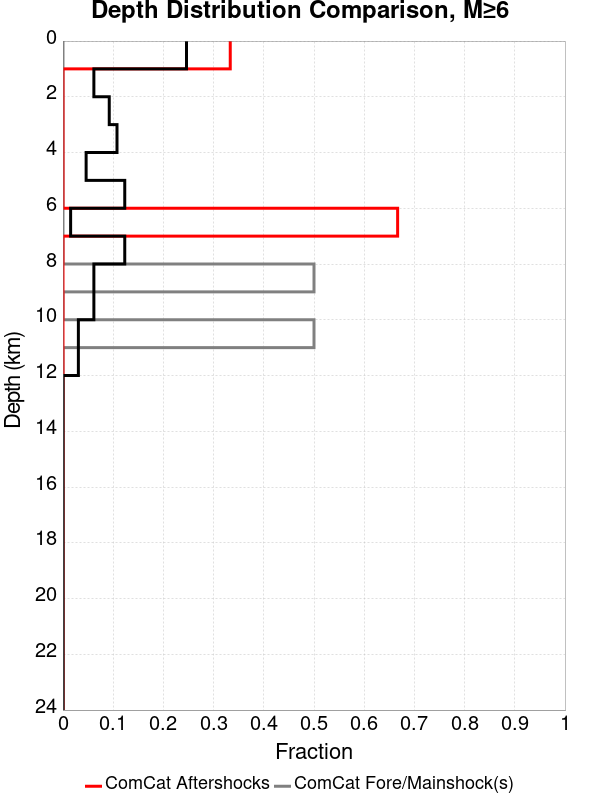 Depth Distribution Comparison, M≥6
0
2
4
6
8
10
12
14
16
18
20
22
24
Depth (km)
0 0.1 0.2 0.3 0.4 0.5 0.6 0.7 0.8 0.9 1
Fraction
ComCat Aftershocks ComCat Fore/Mainshock(s)